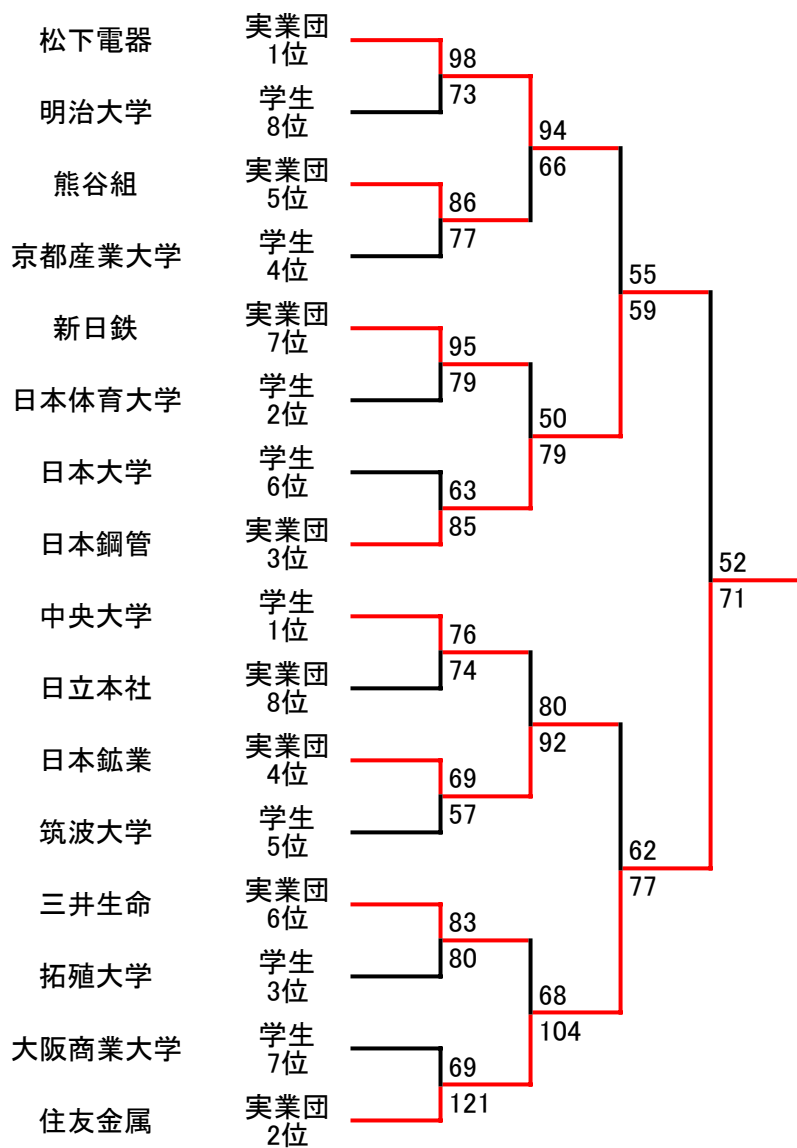 松下電器
実業団
1位
98
73
明治大学
学生
8位
94
66
熊谷組
実業団
5位
86
77
京都産業大学
学生
4位
55
59
新日鉄
実業団
7位
95
79
日本体育大学
学生
2位
50
79
日本大学
学生
6位
63
85
日本鋼管
実業団
3位
52
71
中央大学
学生
1位
76
74
日立本社
実業団
8位
80
92
日本鉱業
実業団
4位
69
57
筑波大学
学生
5位
62
77
三井生命
実業団
6位
83
80
拓殖大学
学生
3位
68
104
大阪商業大学
学生
7位
69
121
住友金属
実業団
2位